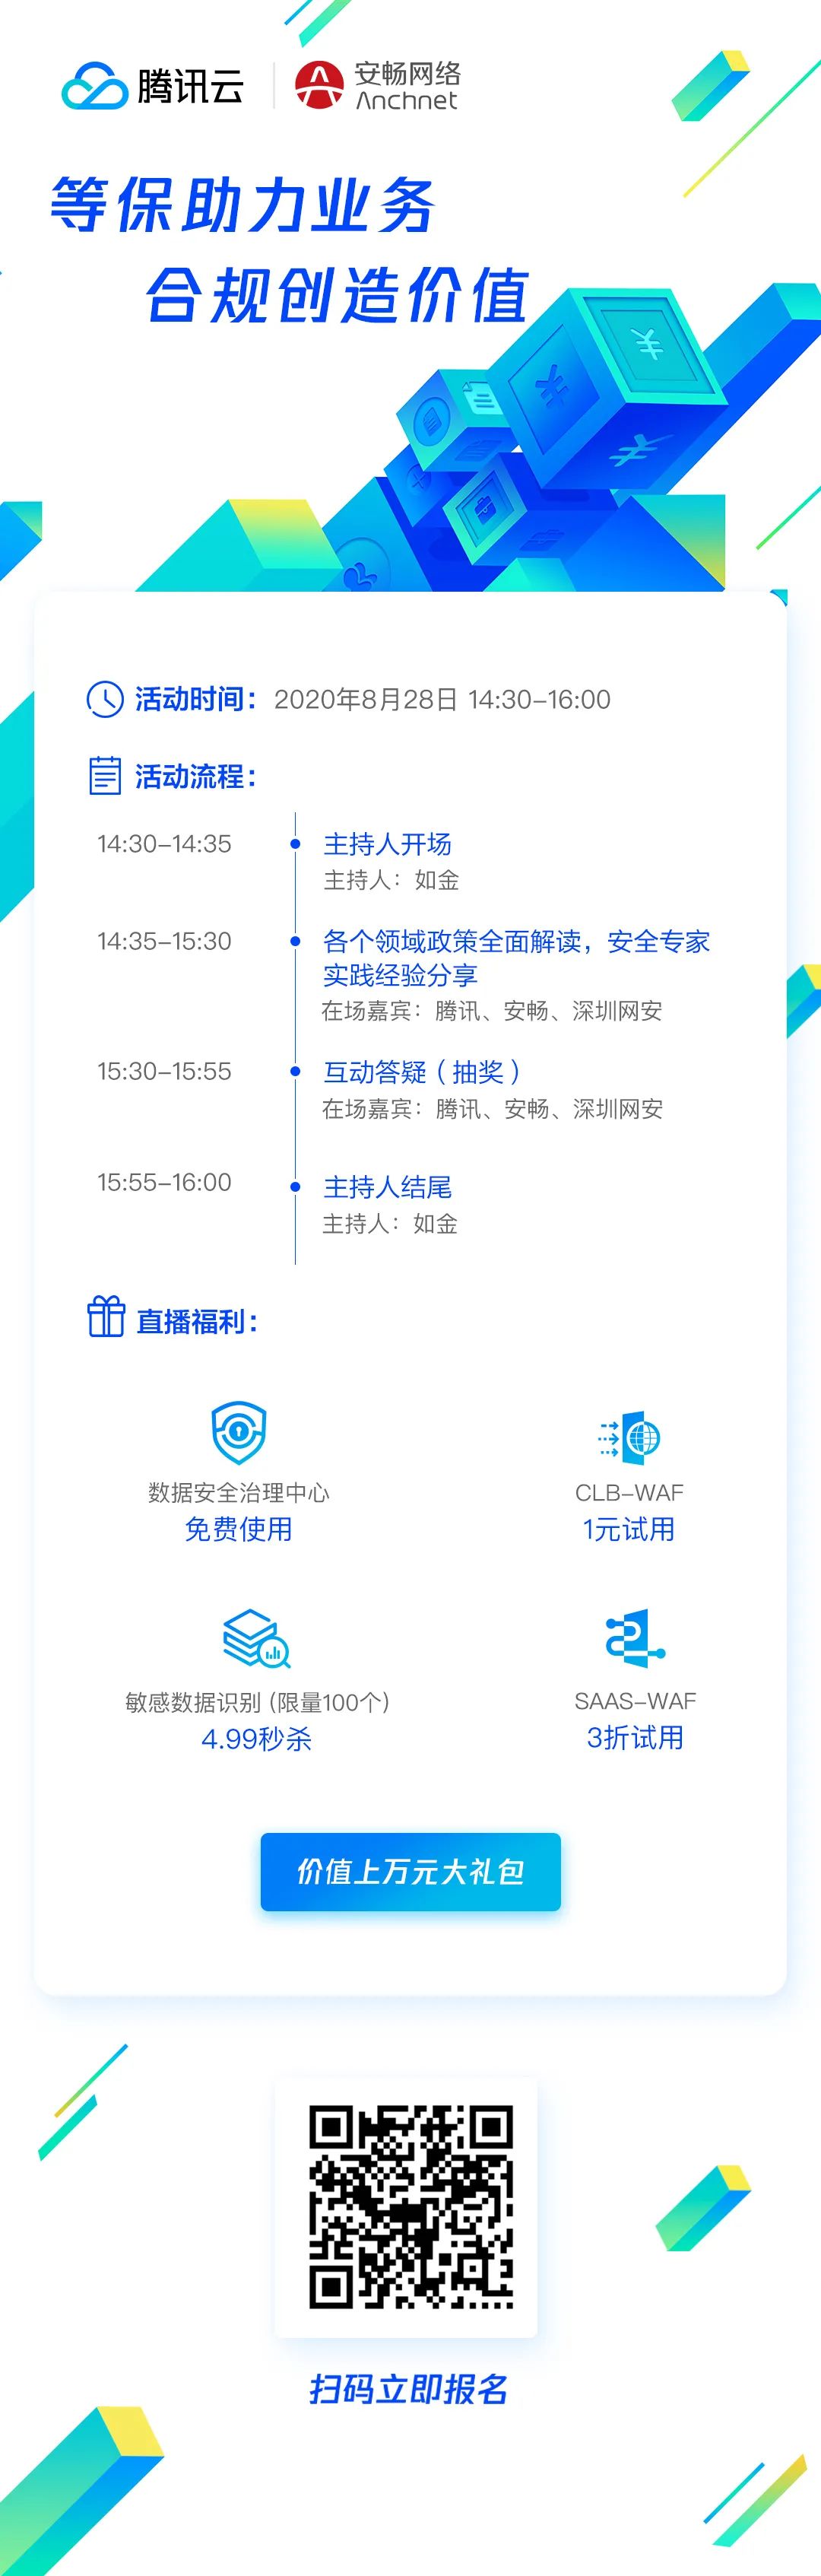 腾讯云
安畅网络
Anchnet
等保助力业务
合规创造价值
活动时间：2020年8月28日 14:30-16:00
活动流程：
14:30-14:35
主持人开场
主持人：如金
14:35-15:30
各个领域政策全面解读，安全专家
实践经验分享
在场嘉宾：腾讯、安畅、深圳网安
15:30-15:55
互动答疑（抽奖）
在场嘉宾：腾讯、安畅、深圳网安
15:55-16:00
主持人结尾
主持人：如金
直播福利：
数据安全治理中心
免费使用
CLB-WAF
1元试用
敏感数据识别 (限量100个)
4.99秒杀
SAAS-WAF
3折试用
价值上万元大礼包
扫码立即报名